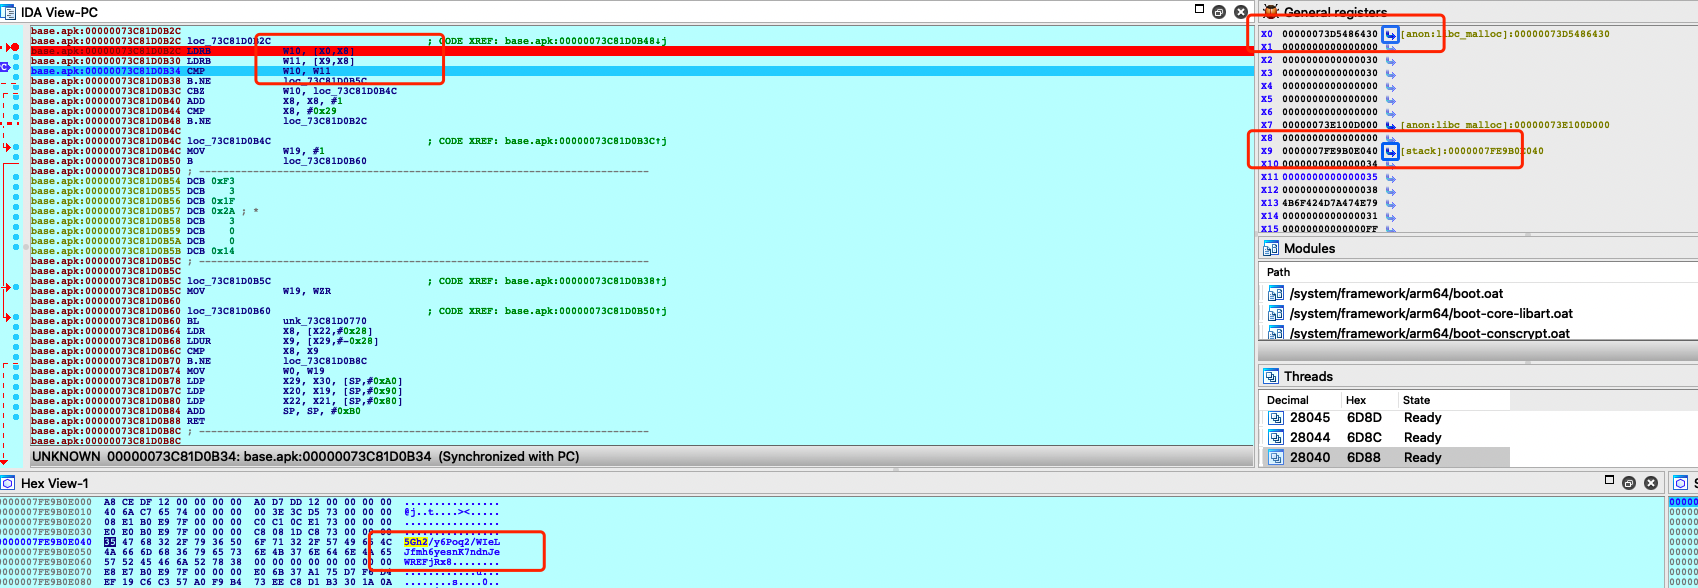 IDA View-PC
base.apk:00000073C81D0B2C
base.apk:00000073C81D0B2C loc_73C81D0B2C ; CODE XREF: base.apk:00000073C81D0B48↓j
base.apk:00000073C81D0B2C LDRB W10, [X0,X8]
base.apk:00000073C81D0B30 LDRB W11, [X9,X8]
base.apk:00000073C81D0B34 CMP W10, W11
base.apk:00000073C81D0B38 B.NE loc_73C81D0B5C
base.apk:00000073C81D0B3C CBZ W10, loc_73C81D0B4C
base.apk:00000073C81D0B40 ADD X8, X8, #1
base.apk:00000073C81D0B44 CMP X8, #0x29
base.apk:00000073C81D0B48 B.NE loc_73C81D0B2C
base.apk:00000073C81D0B4C
base.apk:00000073C81D0B4C loc_73C81D0B4C ; CODE XREF: base.apk:00000073C81D0B3C↑j
base.apk:00000073C81D0B4C MOV W19, #1
base.apk:00000073C81D0B50 B loc_73C81D0B60
base.apk:00000073C81D0B50 ; ---------------------------------------------------------------------------
base.apk:00000073C81D0B54 DCB 0xF3
base.apk:00000073C81D0B55 DCB 3
base.apk:00000073C81D0B56 DCB 0x1F
base.apk:00000073C81D0B57 DCB 0x2A ; *
base.apk:00000073C81D0B58 DCB 3
base.apk:00000073C81D0B59 DCB 0
base.apk:00000073C81D0B5A DCB 0
base.apk:00000073C81D0B5B DCB 0x14
base.apk:00000073C81D0B5C ; ---------------------------------------------------------------------------
base.apk:00000073C81D0B5C
base.apk:00000073C81D0B5C loc_73C81D0B5C ; CODE XREF: base.apk:00000073C81D0B38↑j
base.apk:00000073C81D0B5C MOV W19, WZR
base.apk:00000073C81D0B60
base.apk:00000073C81D0B60 loc_73C81D0B60 ; CODE XREF: base.apk:00000073C81D0B50↑j
base.apk:00000073C81D0B60 BL unk_73C81D0770
base.apk:00000073C81D0B64 LDR X8, [X22,#0x28]
base.apk:00000073C81D0B68 LDUR X9, [X29,#-0x28]
base.apk:00000073C81D0B6C CMP X8, X9
base.apk:00000073C81D0B70 B.NE loc_73C81D0B8C
base.apk:00000073C81D0B74 MOV W0, W19
base.apk:00000073C81D0B78 LDP X29, X30, [SP,#0xA0]
base.apk:00000073C81D0B7C LDP X20, X19, [SP,#0x90]
base.apk:00000073C81D0B80 LDP X22, X21, [SP,#0x80]
base.apk:00000073C81D0B84 ADD SP, SP, #0xB0
base.apk:00000073C81D0B88 RET
base.apk:00000073C81D0B8C ; ---------------------------------------------------------------------------
base.apk:00000073C81D0B8C
UNKNOWN 00000073C81D0B34: base.apk:00000073C81D0B34 (Synchronized with PC)
General registers
X0 00000073D5486430 [anon:libc_malloc]:00000073D5486430
X1 0000000000000000
X2 0000000000000030
X3 0000000000000030
X4 0000000000000000
X5 0000000000000000
X6 0000000000000000
X7 00000073E100D000 [anon:libc_malloc]:00000073E100D000
X8 0000000000000000
X9 0000007FE9B0E040 [stack]:0000007FE9B0E040
X10 0000000000000034
X11 0000000000000035
X12 0000000000000038
X13 4B6F424D7A474E79
X14 0000000000000031
X15 00000000000000FF
Modules
Path
/system/framework/arm64/boot.oat
/system/framework/arm64/boot-core-libart.oat
/system/framework/arm64/boot-conscrypt.oat
Threads
Decimal Hex State
28045 6D8D Ready
28044 6D8C Ready
28040 6D88 Ready
Hex View-1
0000007FE9B0E000 A8 CE DF 12 00 00 00 00 A0 D7 DD 12 00 00 00 00 ................
0000007FE9B0E010 40 6A C7 65 74 00 00 00 00 3E 3C D5 73 00 00 00 @j..t....><.....
0000007FE9B0E020 08 E1 B0 E9 7F 00 00 00 C0 C1 0C E1 73 00 00 00 ................
0000007FE9B0E030 E0 E0 B0 E9 7F 00 00 00 C8 08 1D C8 73 00 00 00
0000007FE9B0E040 35 47 68 32 2F 79 36 50 6F 71 32 2F 57 49 65 4C 5Gh2/y6Poq2/WIeL
0000007FE9B0E050 4A 66 6D 68 36 79 65 73 6E 4B 37 6E 64 6E 4A 65 Jfmh6yesnK7ndnJe
0000007FE9B0E060 57 52 45 46 6A 52 78 38 00 00 00 00 00 00 00 00 WREFjRx8........
0000007FE9B0E070 E8 E7 B0 E9 7F 00 00 00 E0 6B 37 A1 75 D7 F6 D4
0000007FE9B0E080 EF 19 C6 C3 57 A0 F9 B4 73 EE C8 D1 B3 30 1A 0A ........s....0..